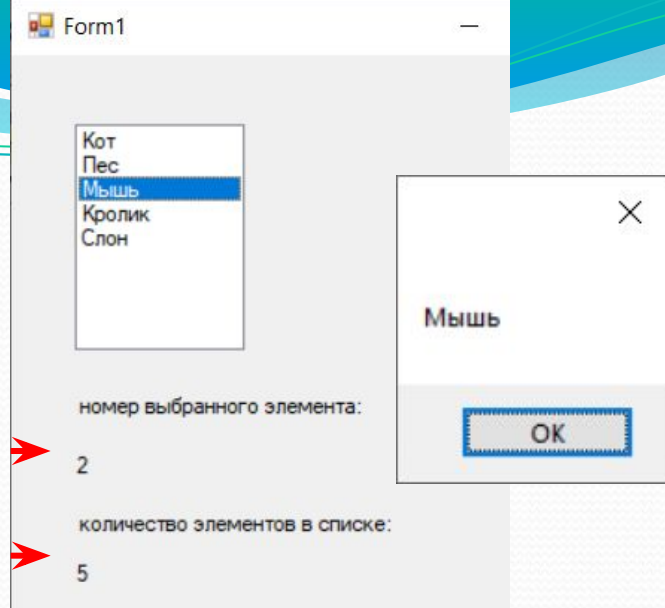 Form1
Кот
Пес
Мышь
Кролик
Слон
Мышь
OK
номер выбранного элемента:
2
количество элементов в списке:
5